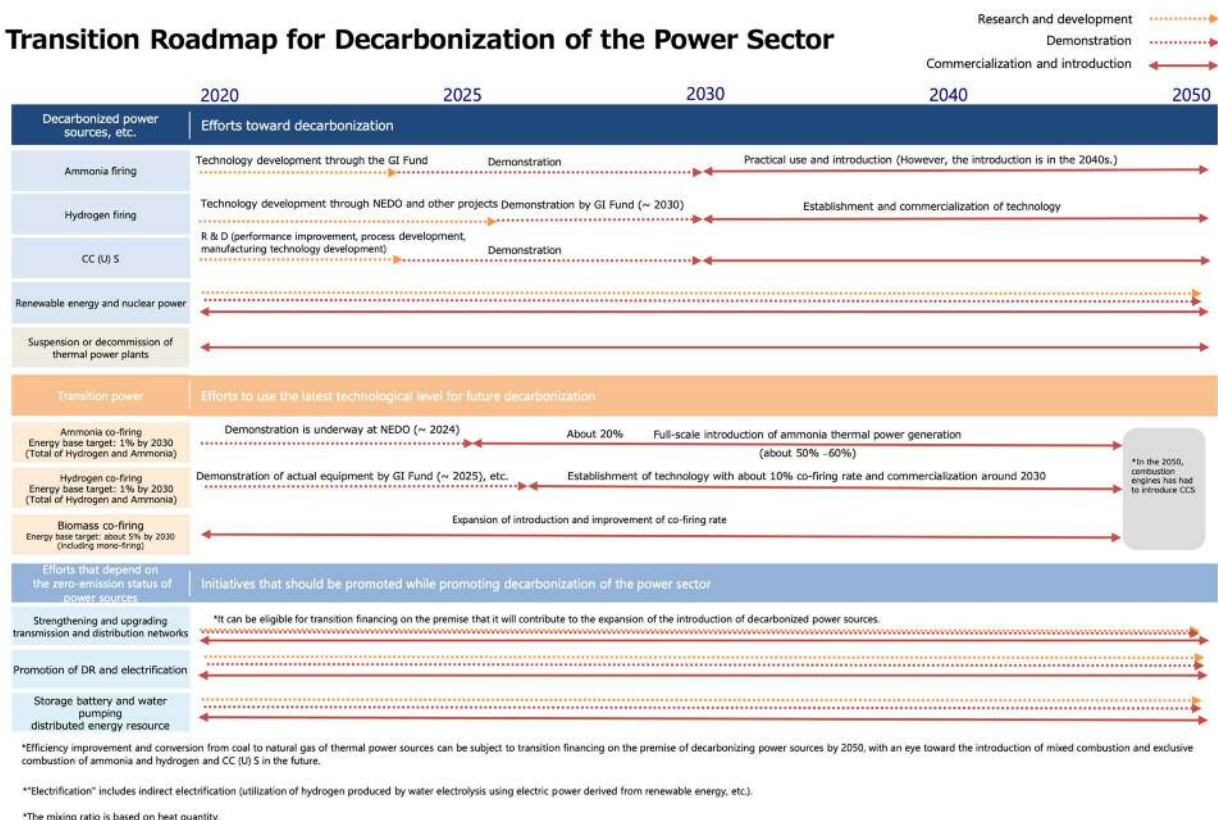 Transition Roadmap for Decarbonization of the Power Sector
Research and development
Demonstration
Commercialization and introduction
2020
2025
2030
2040
2050
Decarbonized power
sources, etc.
Efforts toward decarbonization
Ammonia firing
Technology development through the GI Fund
Demonstration
Practical use and introduction (However, the introduction is in the 2040s.)
Hydrogen firing
Technology development through NEDO and other projects
Demonstration by GI Fund (~ 2030)
Establishment and commercialization of technology
CC (U) S
R & D (performance improvement, process development,
manufacturing technology development)
Demonstration
Renewable energy and nuclear power
Suspension or decommission of
thermal power plants
Transition power
Efforts to use the latest technological level for future decarbonization
Ammonia co-firing
Energy base target: 1% by 2030
(Total of Hydrogen and Ammonia)
Demonstration is underway at NEDO (~ 2024)
About 20%
Full-scale introduction of ammonia thermal power generation
(about 50% -60%)
Hydrogen co-firing
Energy base target: 1% by 2030
(Total of Hydrogen and Ammonia)
Demonstration of actual equipment by GI Fund (~ 2025), etc.
Establishment of technology with about 10% co-firing rate and commercialization around 2030
*In the 2050,
combustion
engines has had
to introduce CCS
Biomass co-firing
Energy base target: about 5% by 2030
(including mono-firing)
Expansion of introduction and improvement of co-firing rate
Efforts that depend on
the zero-emission status of
power sources
Initiatives that should be promoted while promoting decarbonization of the power sector
Strengthening and upgrading
transmission and distribution networks
*It can be eligible for transition financing on the premise that it will contribute to the expansion of the introduction of decarbonized power sources.
Promotion of DR and electrification
Storage battery and water
pumping
distributed energy resource
*Efficiency improvement and conversion from coal to natural gas of thermal power sources can be subject to transition financing on the premise of decarbonizing power sources by 2050, with an eye toward the introduction of mixed combustion and exclusive
combustion of ammonia and hydrogen and CC (U) S in the future.
*"Electrification" includes indirect electrification (utilization of hydrogen produced by water electrolysis using electric power derived from renewable energy, etc.).
*The mixing ratio is based on heat quantity.